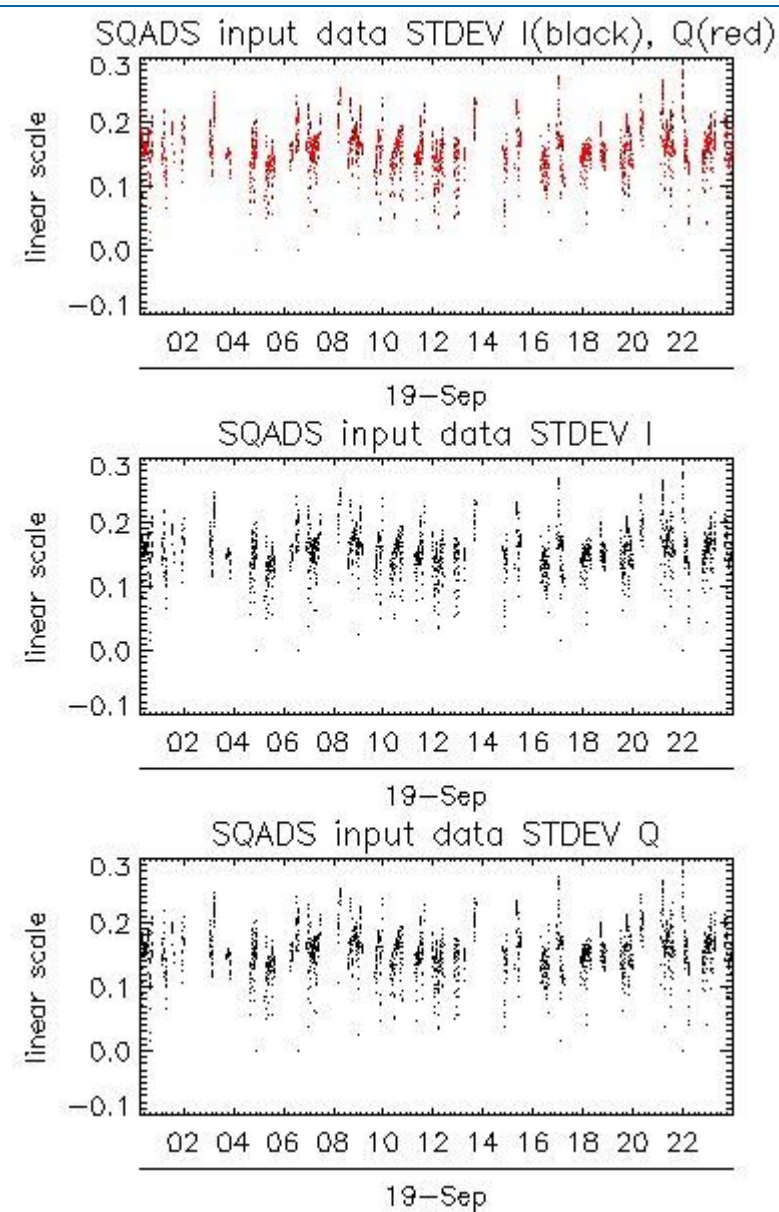 SQADS input data STDEV I(black), Q(red)
linear scale
0.3
0.2
0.1
0.0
−0.1
02 04 06 08 10 12 14 16 18 20 22
19−Sep
SQADS input data STDEV I
linear scale
0.3
0.2
0.1
0.0
−0.1
02 04 06 08 10 12 14 16 18 20 22
19−Sep
SQADS input data STDEV Q
linear scale
0.3
0.2
0.1
0.0
−0.1
02 04 06 08 10 12 14 16 18 20 22
19−Sep